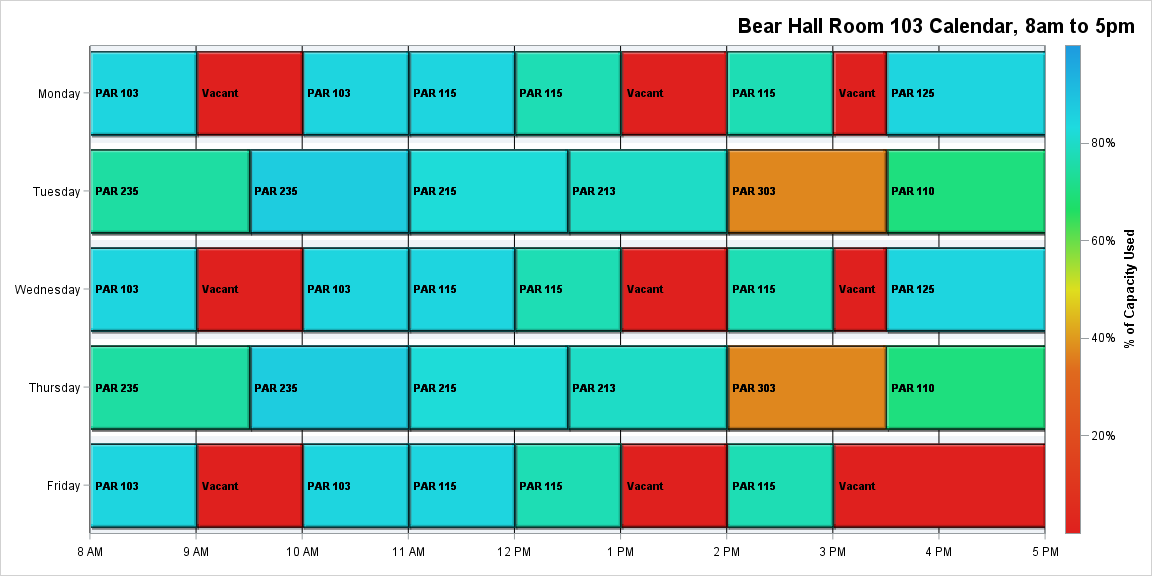 Bear Hall Room 103 Calendar, 8am to 5pm
Monday PAR 103 Vacant PAR 103 PAR 115 PAR 115 Vacant PAR 115 Vacant PAR 125
Tuesday PAR 235 PAR 235 PAR 215 PAR 213 PAR 303 PAR 110
Wednesday PAR 103 Vacant PAR 103 PAR 115 PAR 115 Vacant PAR 115 Vacant PAR 125
Thursday PAR 235 PAR 235 PAR 215 PAR 213 PAR 303 PAR 110
Friday PAR 103 Vacant PAR 103 PAR 115 PAR 115 Vacant PAR 115 Vacant
8 AM 9 AM 10 AM 11 AM 12 PM 1 PM 2 PM 3 PM 4 PM 5 PM
80%
60%
40%
20%
% of Capacity Used